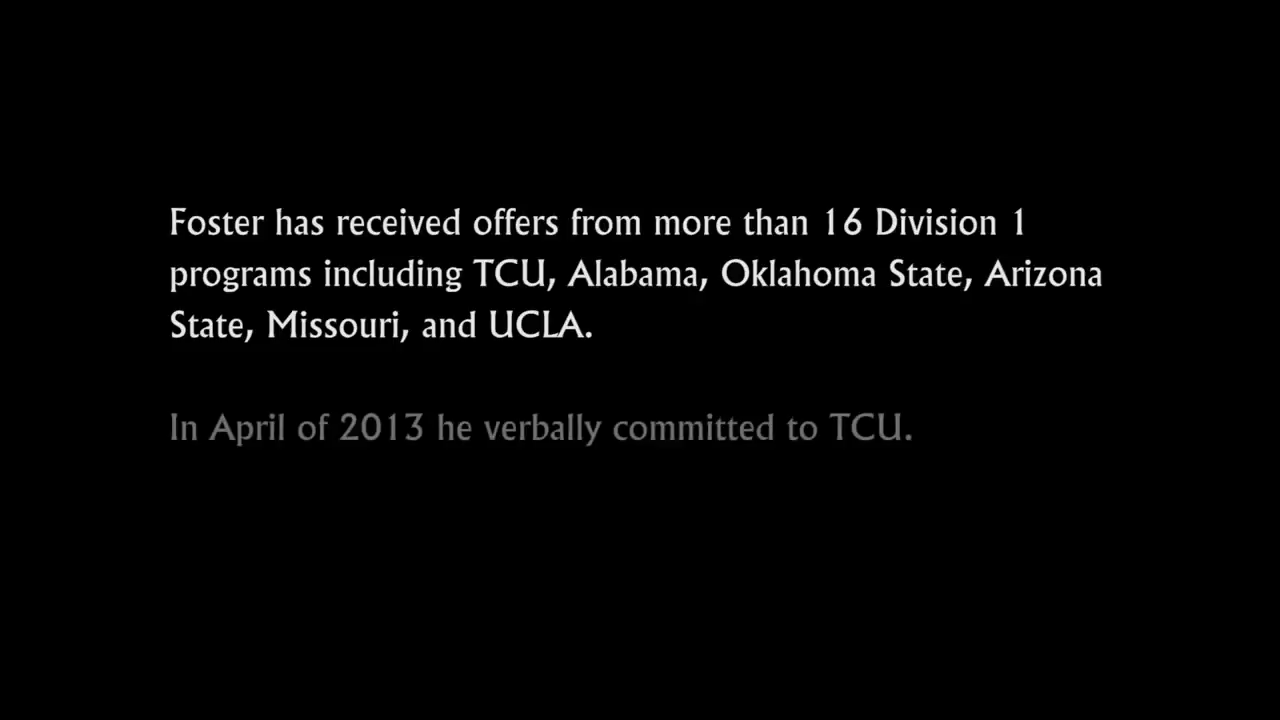 Foster has received offers from more than 16 Division 1
programs including TCU, Alabama, Oklahoma State, Arizona
State, Missouri, and UCLA.
In April of 2013 he verbally committed to TCU.